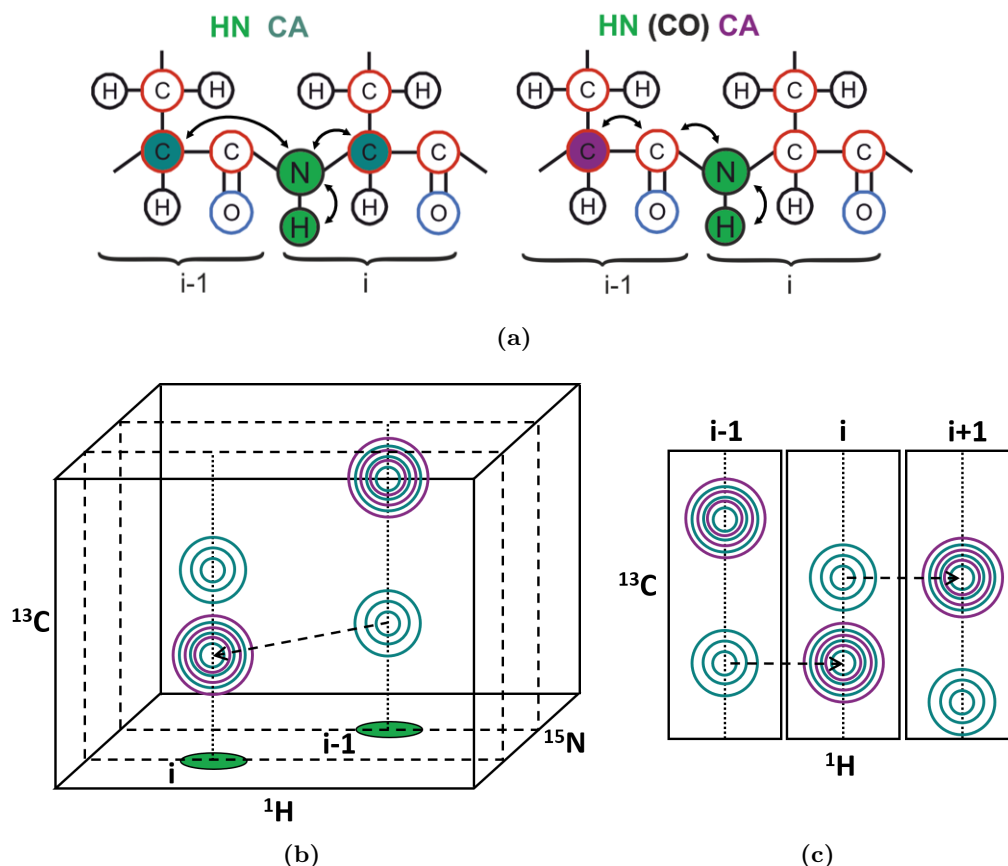 HN CA
HN (CO) CA
H C H H C H H C H H C H
C C N C C C C N C C
H O H H O H O H H O
i-1 i i-1 i
(a)
13C
i
i-1
15N
1H
(b)
i-1 i i+1
13C
1H
(c)